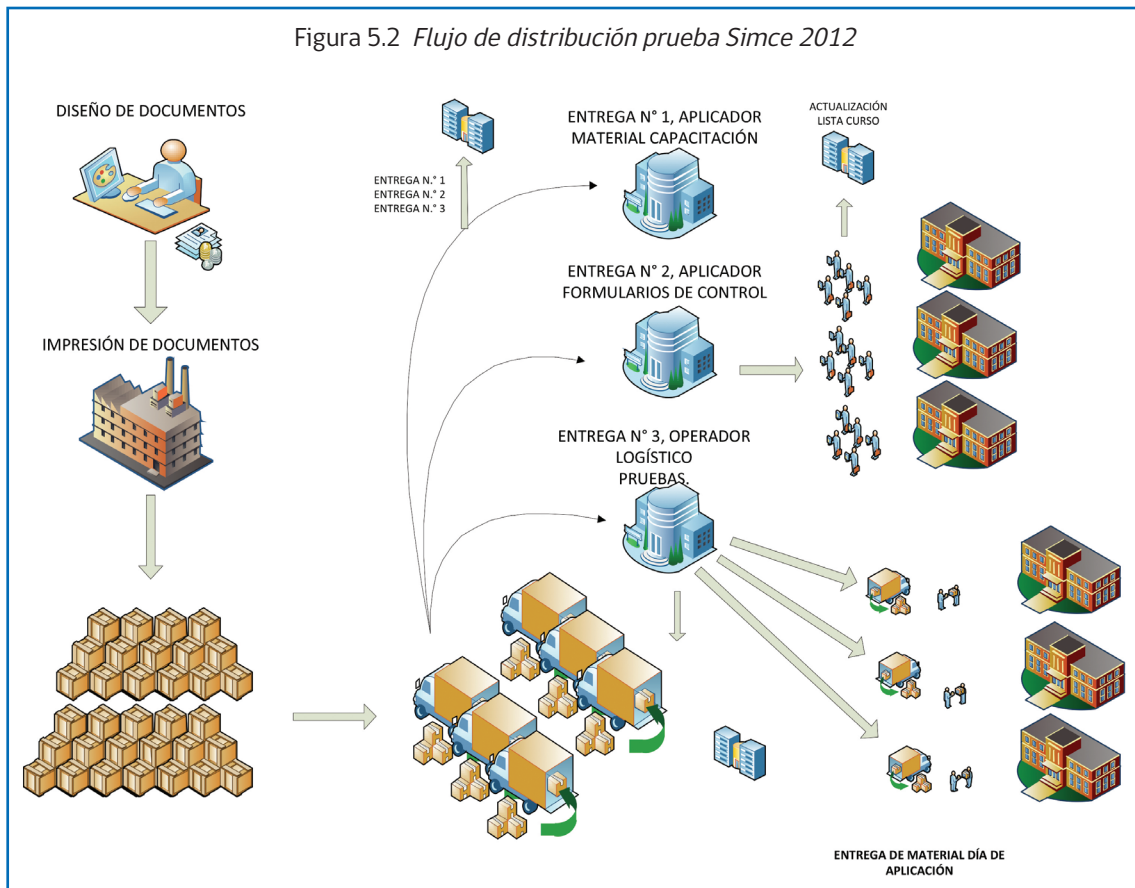 Figura 5.2 Flujo de distribución prueba Simce 2012
DISEÑO DE DOCUMENTOS
IMPRESIÓN DE DOCUMENTOS
ENTREGA N.° 1
ENTREGA N.° 2
ENTREGA N.° 3
ENTREGA N° 1, APLICADOR
MATERIAL CAPACITACIÓN
ENTREGA N° 2, APLICADOR
FORMULARIOS DE CONTROL
ENTREGA N° 3, OPERADOR
LOGÍSTICO
PRUEBAS.
ACTUALIZACIÓN
LISTA CURSO
ENTREGA DE MATERIAL DÍA DE
APLICACIÓN